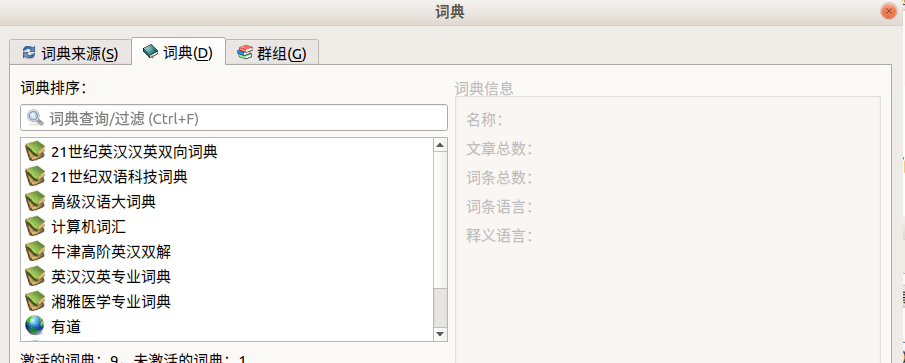 词典
词典来源(S)
词典(D)
群组(G)
词典排序：
词典查询/过滤 (Ctrl+F)
21世纪英汉汉英双向词典
21世纪双语科技词典
高级汉语大词典
计算机词汇
牛津高阶英汉双解
英汉汉英专业词典
湘雅医学专业词典
有道
激活的词典：9，未激活的词典：1
词典信息
名称：
文章总数：
词条总数：
词条语言：
释义语言：